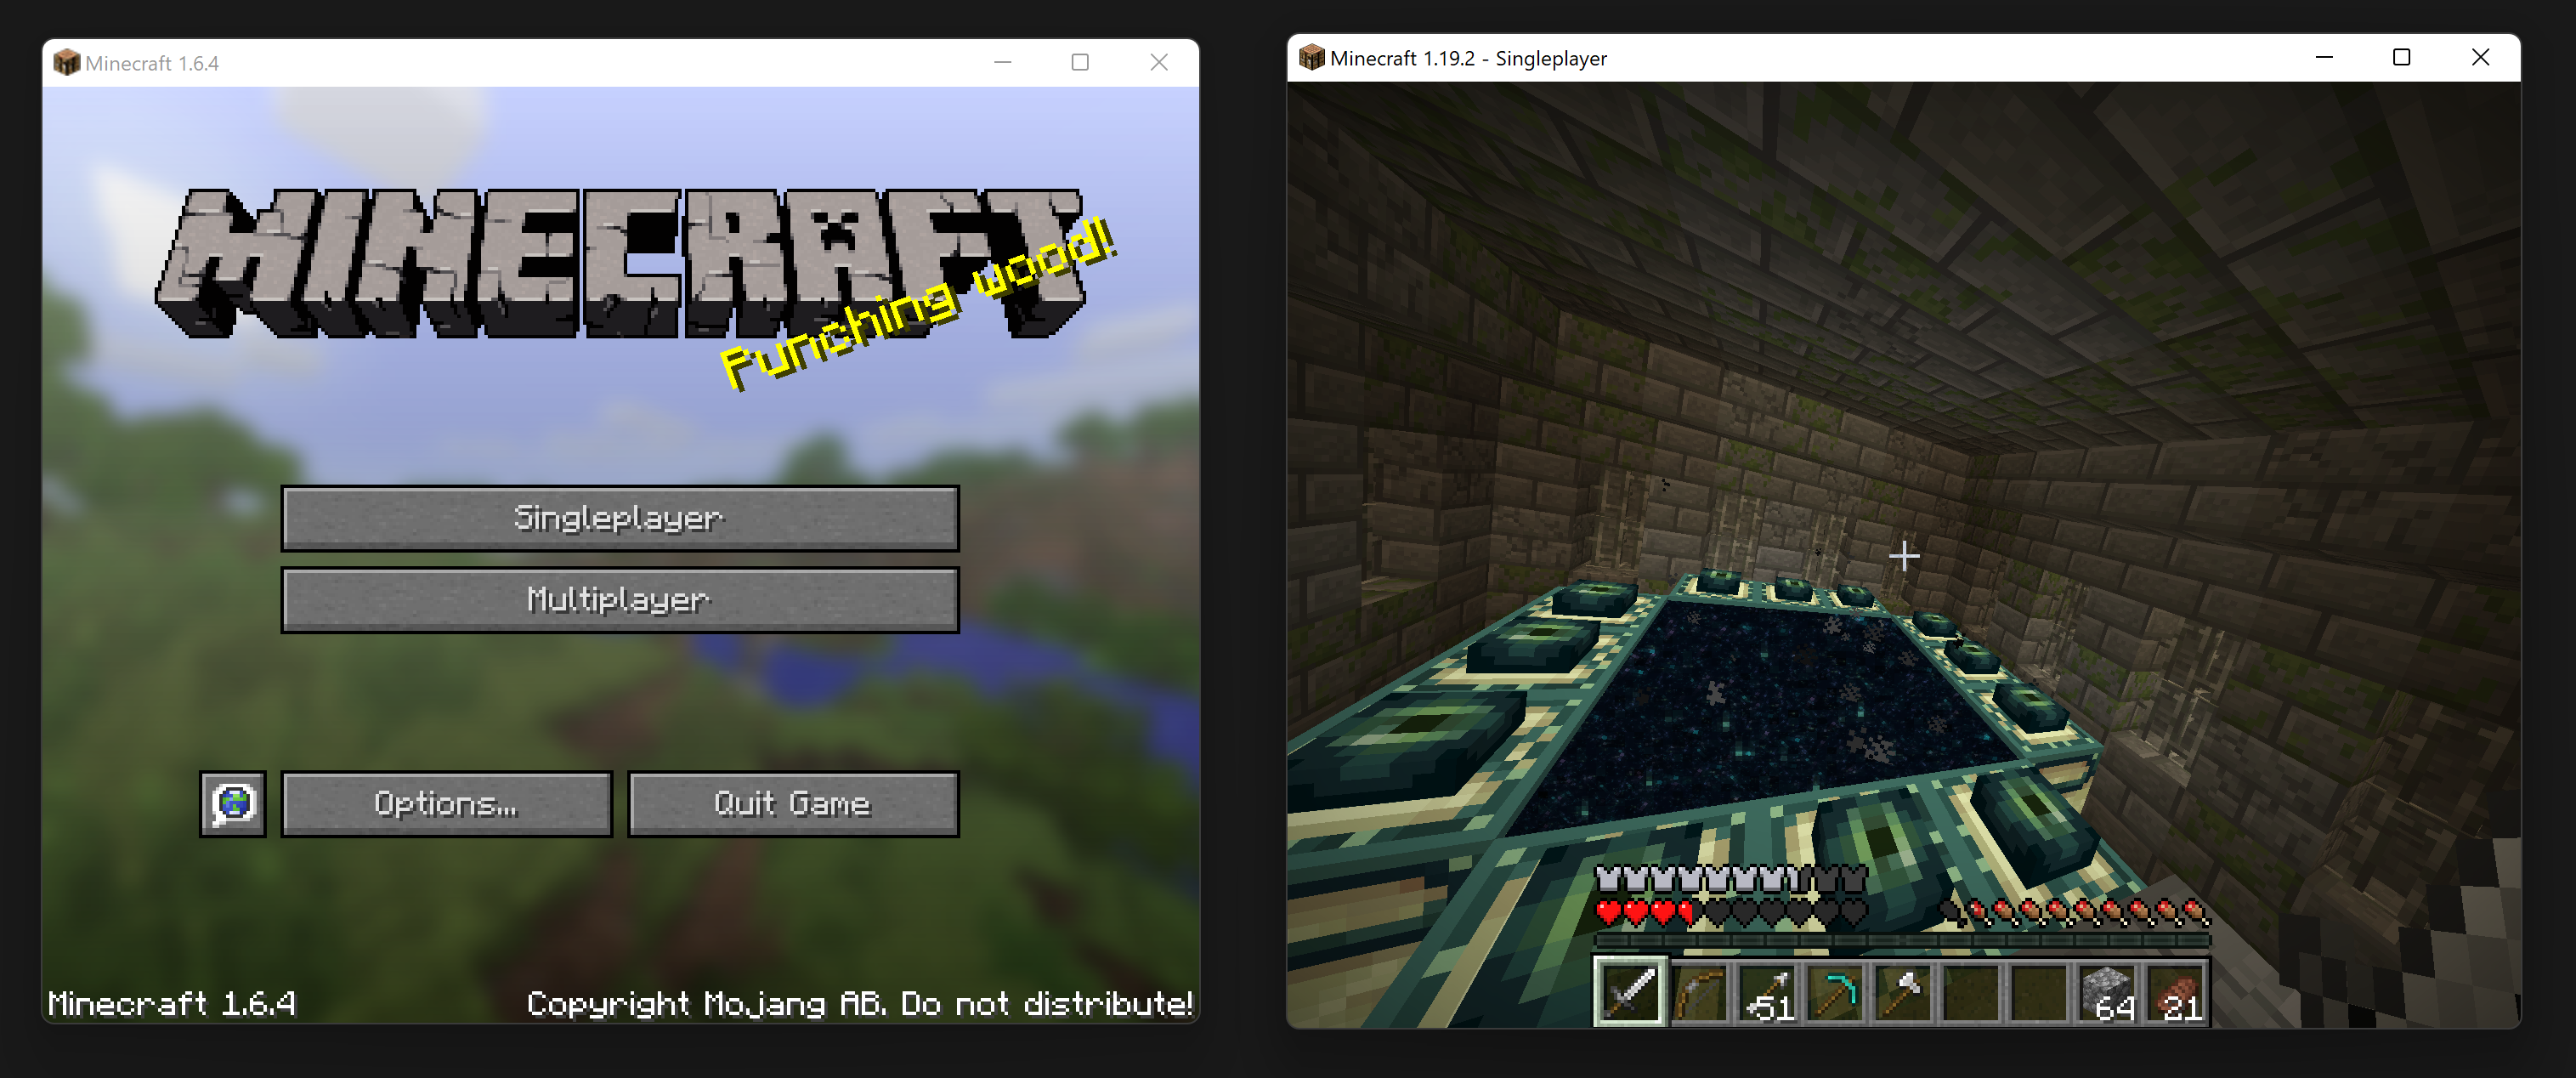 Minecraft 1.6.4
MINECRAFT
Punching wood!
Singleplayer
Multiplayer
Options...
Quit Game
Minecraft 1.6.4
Copyright Mojang AB. Do not distribute!
Minecraft 1.19.2 - Singleplayer
51
64
21